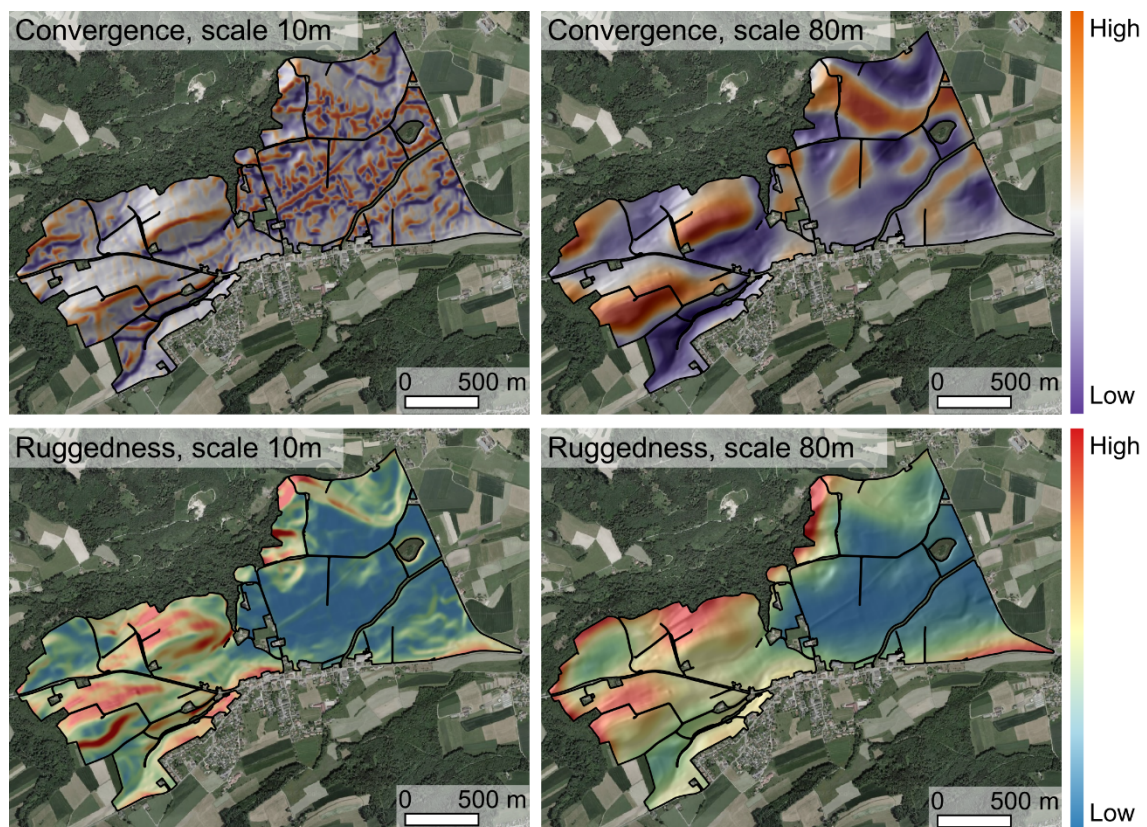 Convergence, scale 10m
Convergence, scale 80m
High
0 500 m
0 500 m
Low
Ruggedness, scale 10m
Ruggedness, scale 80m
High
0 500 m
0 500 m
Low